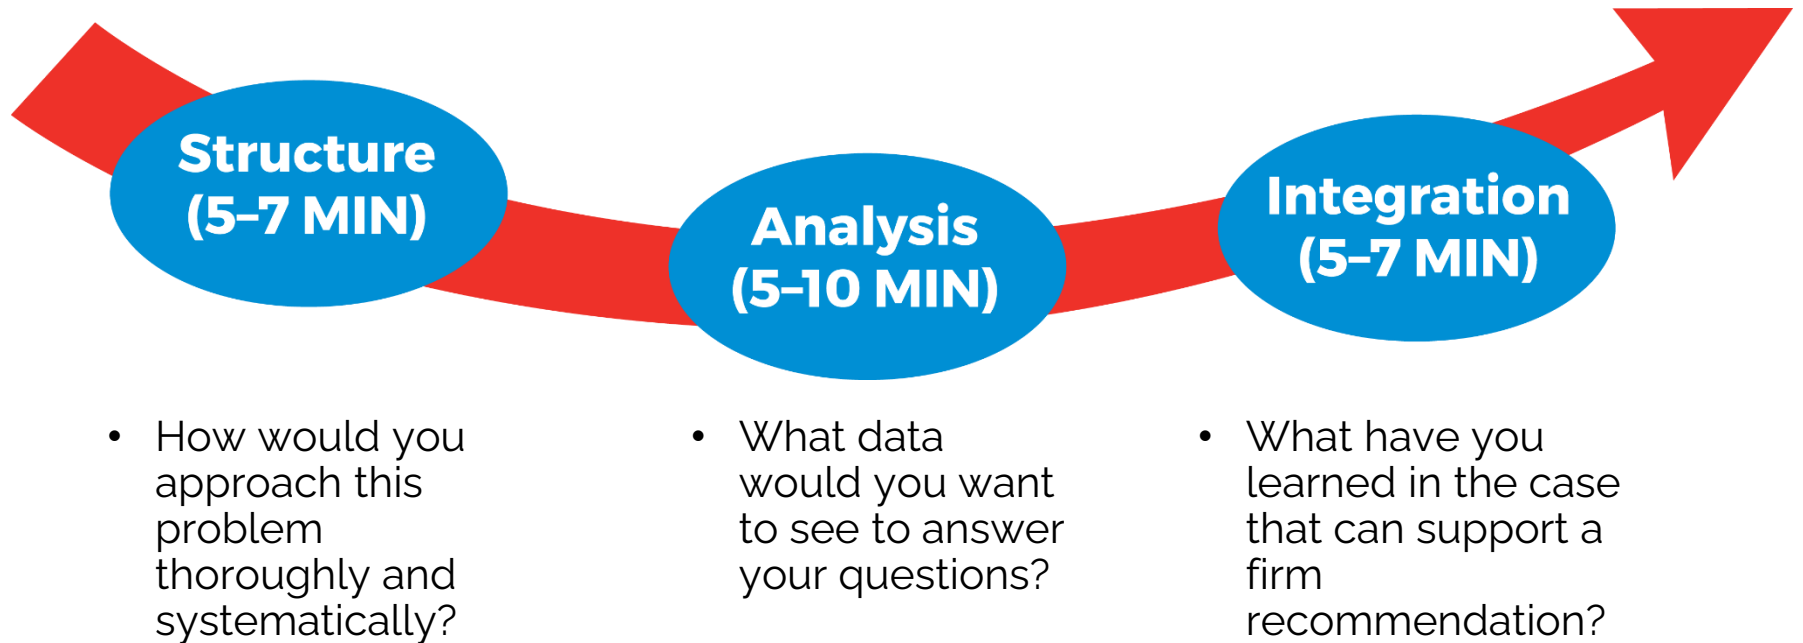 Structure
(5–7 MIN)
Analysis
(5–10 MIN)
Integration
(5–7 MIN)
• How would you
approach this
problem
thoroughly and
systematically?
• What data
would you want
to see to answer
your questions?
• What have you
learned in the case
that can support a
firm
recommendation?